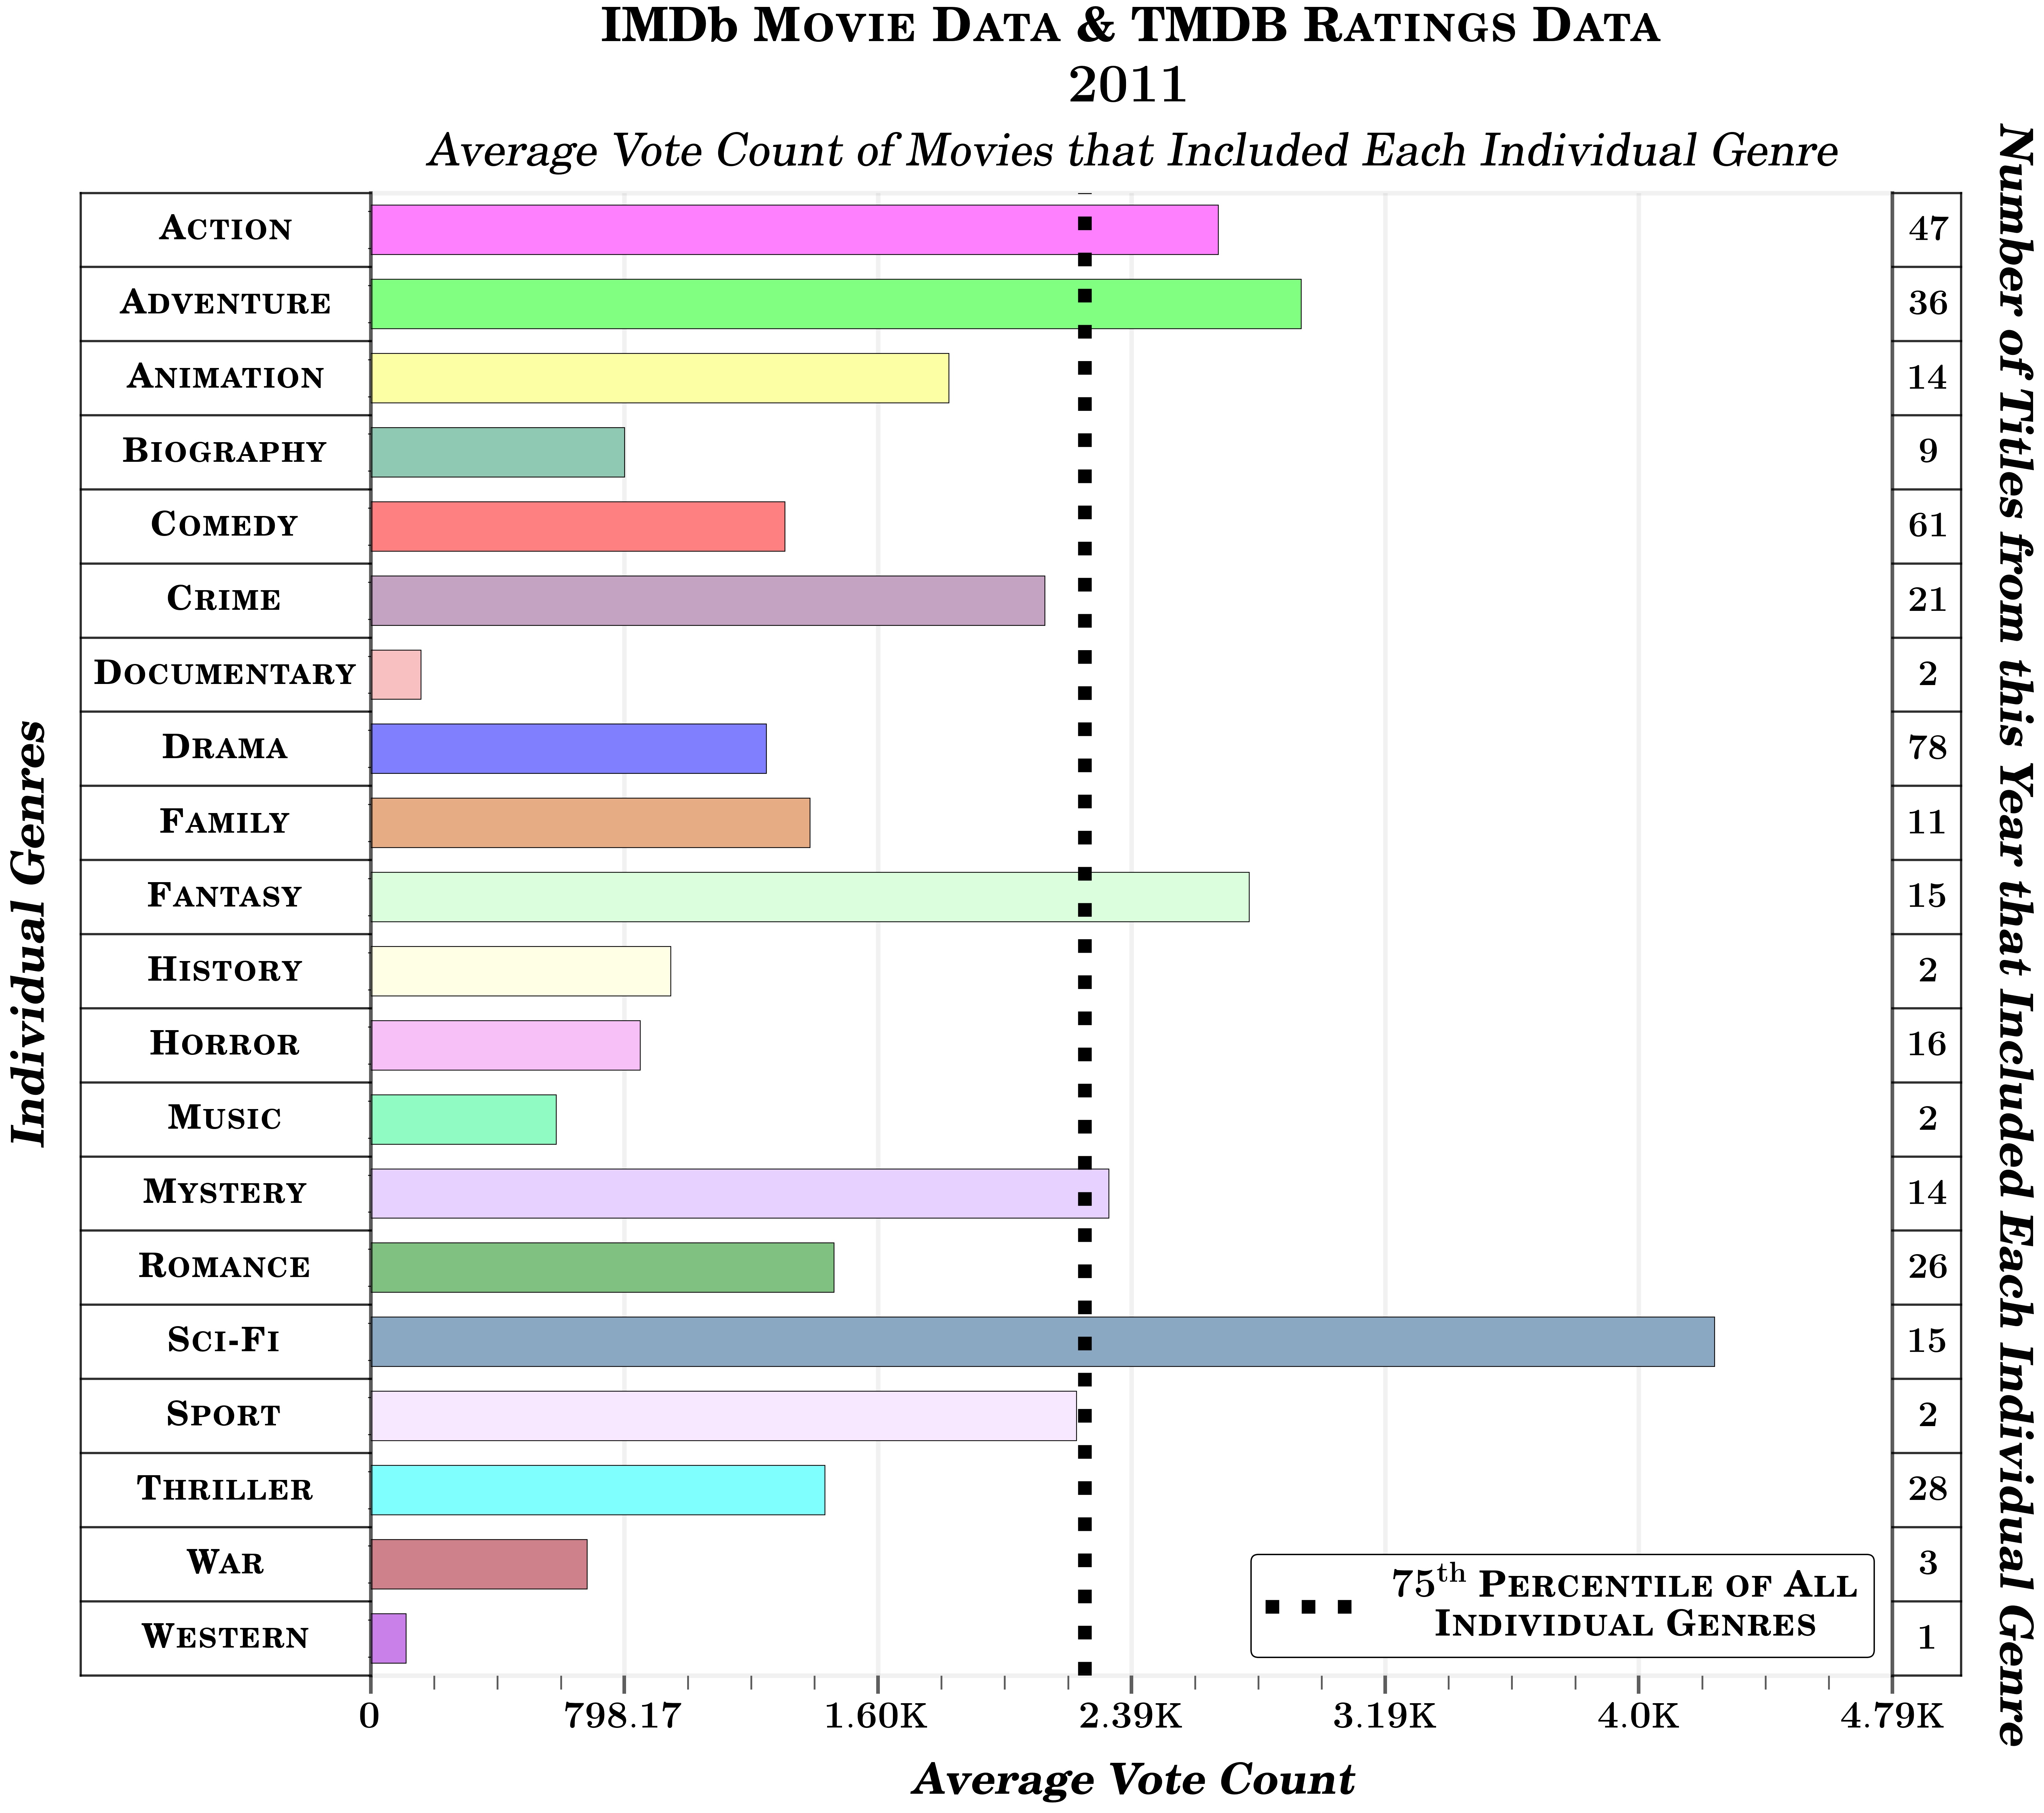 IMDb Movie Data & TMDB Ratings Data
2011
Average Vote Count of Movies that Included Each Individual Genre
Individual Genres
Action 47
Adventure 36
Animation 14
Biography 9
Comedy 61
Crime 21
Documentary 2
Drama 78
Family 11
Fantasy 15
History 2
Horror 16
Music 2
Mystery 14
Romance 26
Sci-Fi 15
Sport 2
Thriller 28
War 3
Western 1
75th Percentile of All
Individual Genres
0 798.17 1.60K 2.39K 3.19K 4.0K 4.79K
Average Vote Count
Number of Titles from this Year that Included Each Individual Genre